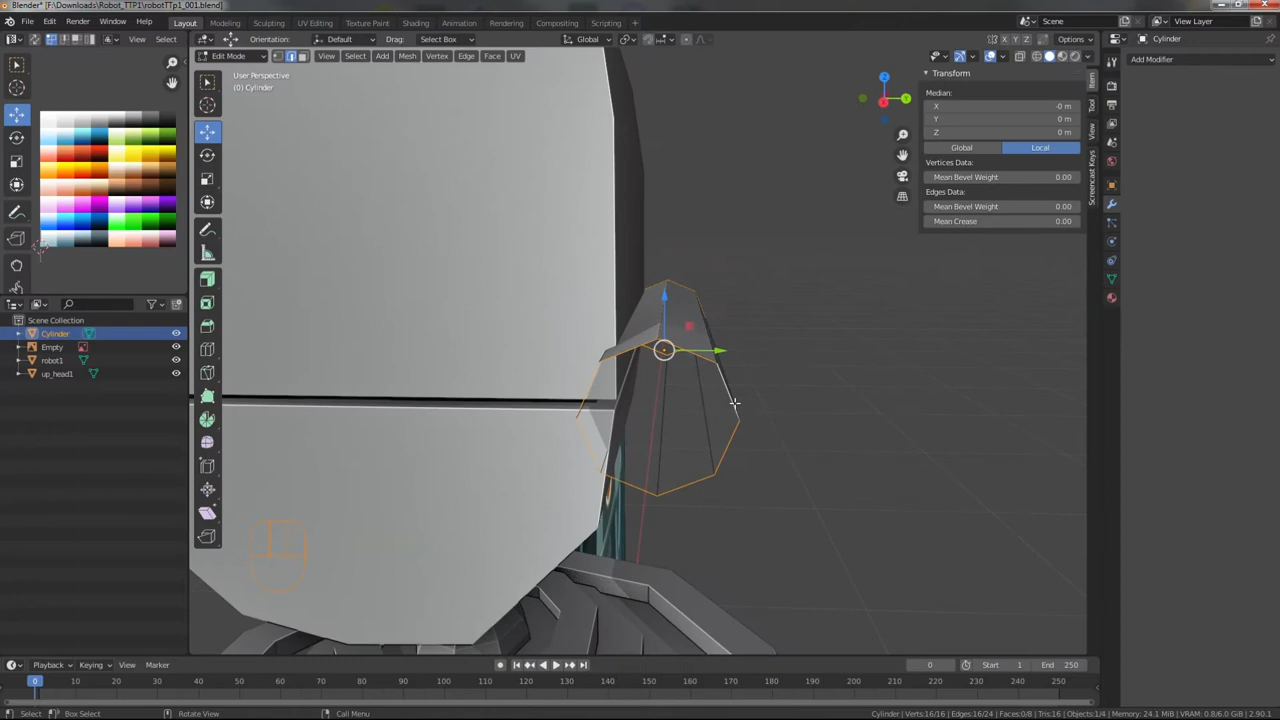 Blender* [F:\Downloads\Robot_TTP1\robotTTp1_001.blend]
File Edit Render Window Help Layout Modeling Sculpting UV Editing Texture Paint Shading Animation Rendering Compositing Scripting Scene View Layer
View Select Orientation: Default Drag: Select Box Global X Y Z Options Cylinder
Edit Mode View Select Add Mesh Vertex Edge Face UV Add Modifier
User Perspective
(0) Cylinder
Transform
Median:
X -0 m
Y 0 m
Z 0 m
Global Local
Vertices Data:
Mean Bevel Weight 0.00
Edges Data:
Mean Bevel Weight 0.00
Mean Crease 0.00
Item
Tool
View
Screencast Keys
Scene Collection
Cylinder
Empty
robot1
up_head1
Playback Keying View Marker 0 Start 1 End 250
0 10 20 30 40 50 60 70 80 90 100 110 120 130 140 150 160 170 180 190 200 210 220 230 240 250
Select Box Select Rotate View Call Menu Cylinder | Verts:16/16 | Edges:16/24 | Faces:0/8 | Tris:16 | Objects:1/4 | Memory: 24.1 MiB | VRAM: 0.8/6.0 GiB | 2.90.1